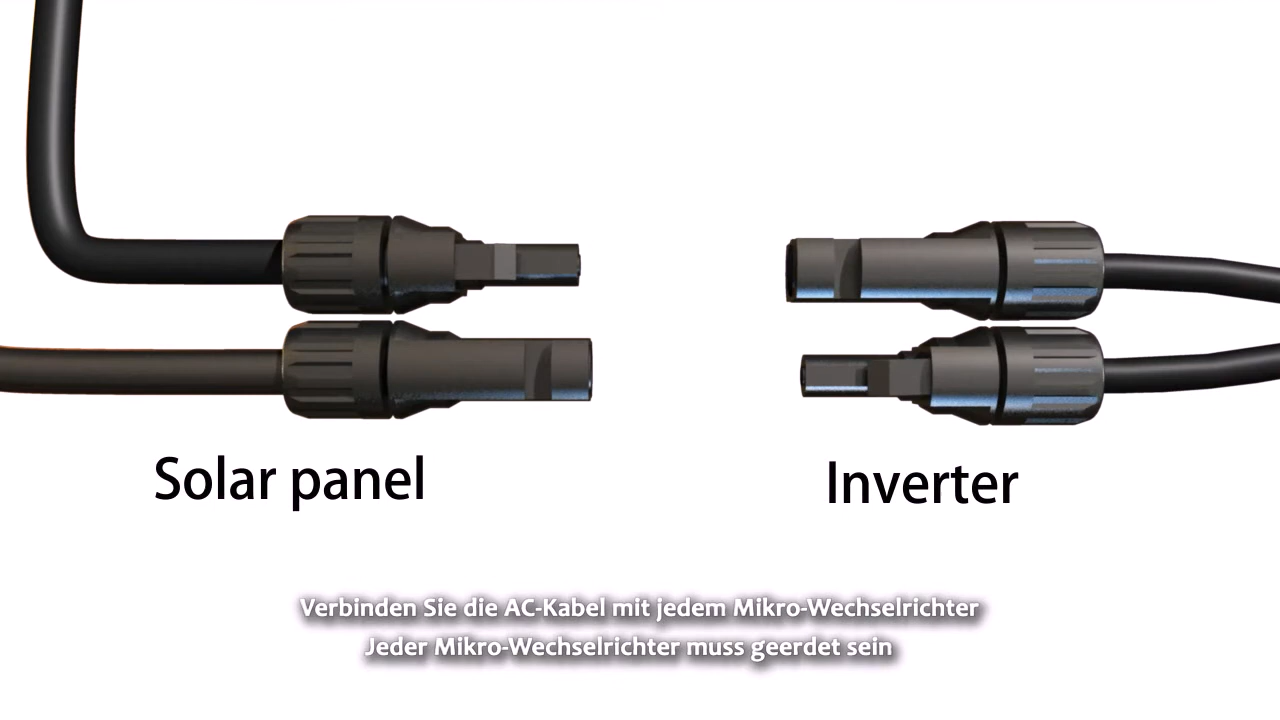 Solar panel
Inverter
Verbinden Sie die AC-Kabel mit jedem Mikro-Wechselrichter
Jeder Mikro-Wechselrichter muss geerdet sein